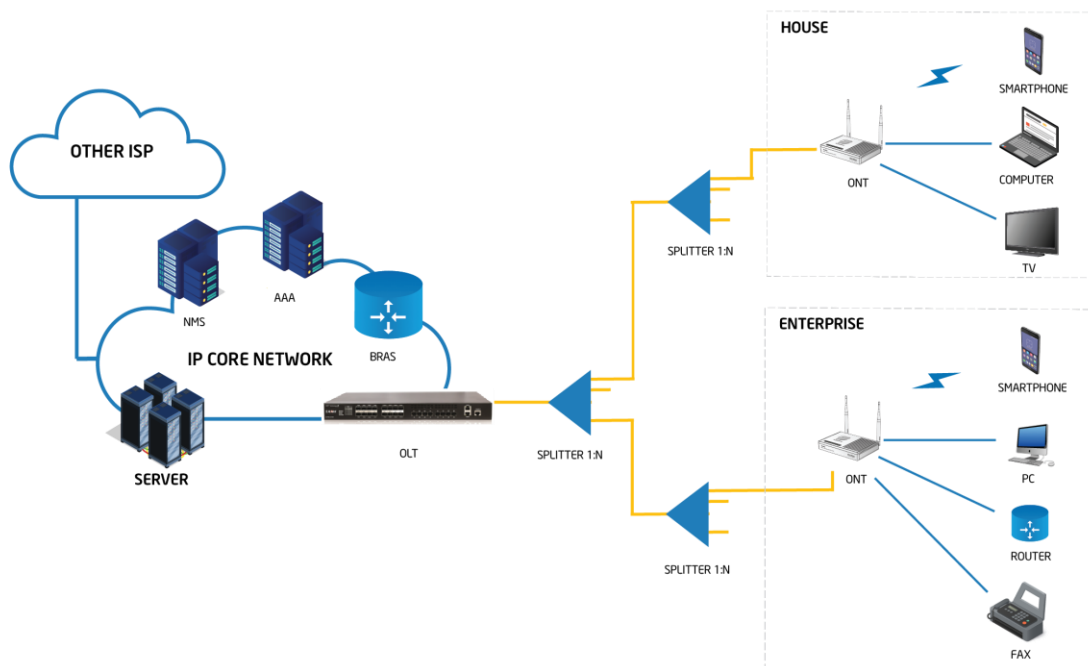 HOUSE
SMARTPHONE
OTHER ISP
COMPUTER
ONT
SPLITTER 1:N
TV
AAA
NMS
ENTERPRISE
IP CORE NETWORK
BRAS
SMARTPHONE
OLT
SPLITTER 1:N
SERVER
ONT
PC
ROUTER
SPLITTER 1:N
FAX